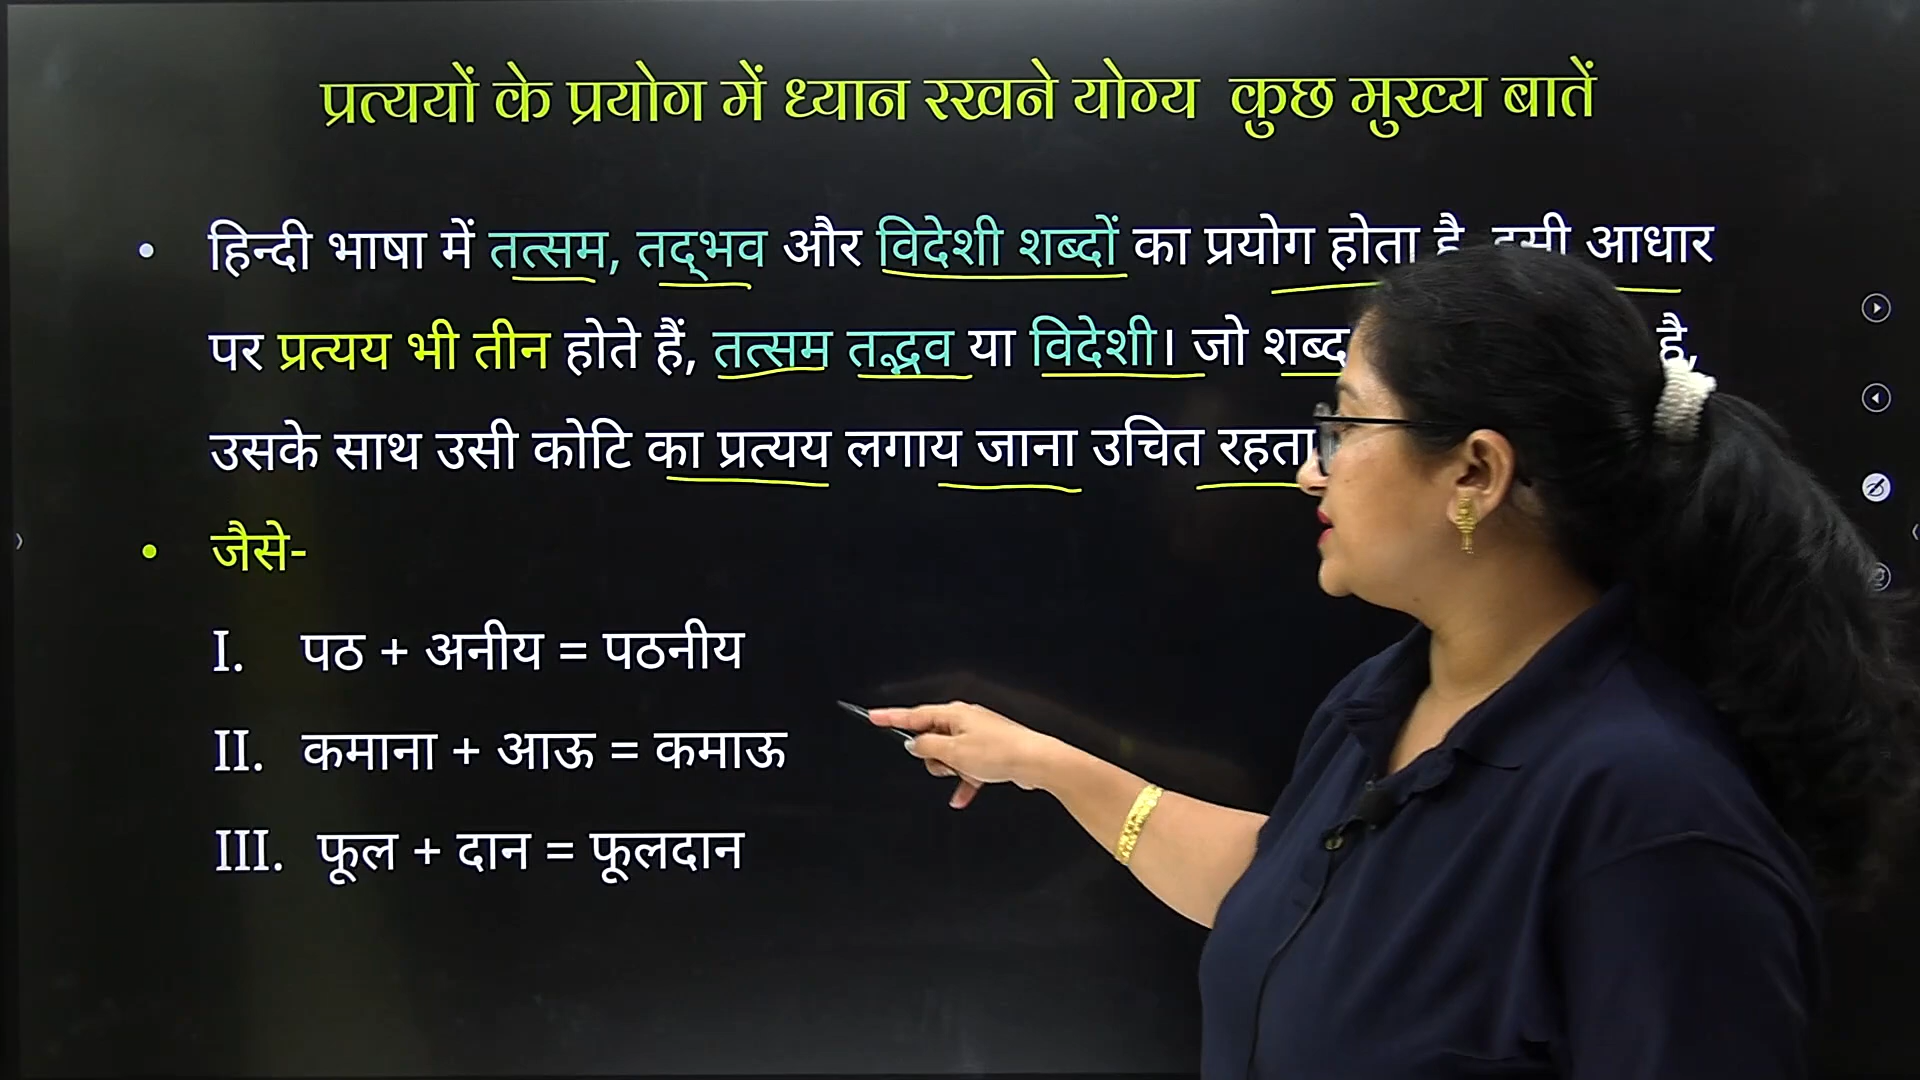 प्रत्ययों के प्रयोग में ध्यान रखने योग्य कुछ मुख्य बातें
• हिन्दी भाषा में तत्सम, तद्‌भव और विदेशी शब्दों का प्रयोग होता है इसी आधार
पर प्रत्यय भी तीन होते हैं, तत्सम तद्भव या विदेशी। जो शब्द है,
उसके साथ उसी कोटि का प्रत्यय लगाय जाना उचित रहता
• जैसे-
I. पठ + अनीय = पठनीय
II. कमाना + आऊ = कमाऊ
III. फूल + दान = फूलदान